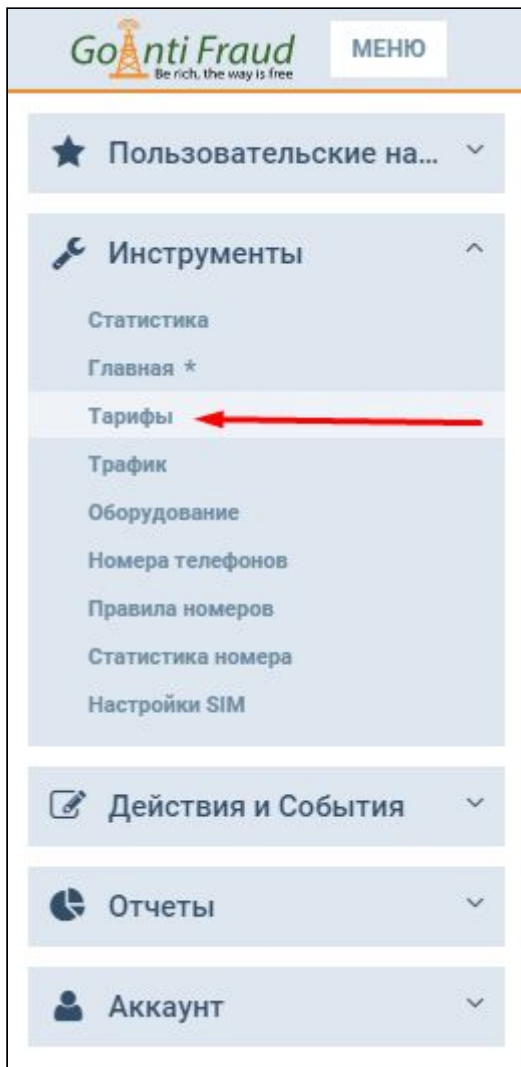 GoAnti Fraud
Be rich, the way is free
МЕНЮ
Пользовательские на...
Инструменты
Статистика
Главная *
Тарифы
Трафик
Оборудование
Номера телефонов
Правила номеров
Статистика номера
Настройки SIM
Действия и События
Отчеты
Аккаунт